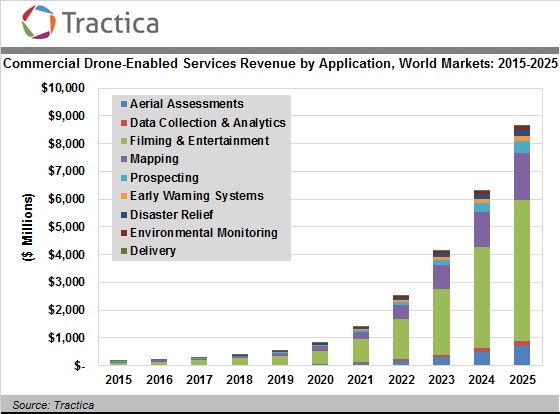 Tractica
Commercial Drone-Enabled Services Revenue by Application, World Markets: 2015-2025
($ Millions)
$10,000
$9,000
$8,000
$7,000
$6,000
$5,000
$4,000
$3,000
$2,000
$1,000
$-
Aerial Assessments
Data Collection & Analytics
Filming & Entertainment
Mapping
Prospecting
Early Warning Systems
Disaster Relief
Environmental Monitoring
Delivery
2015 2016 2017 2018 2019 2020 2021 2022 2023 2024 2025
Source: Tractica